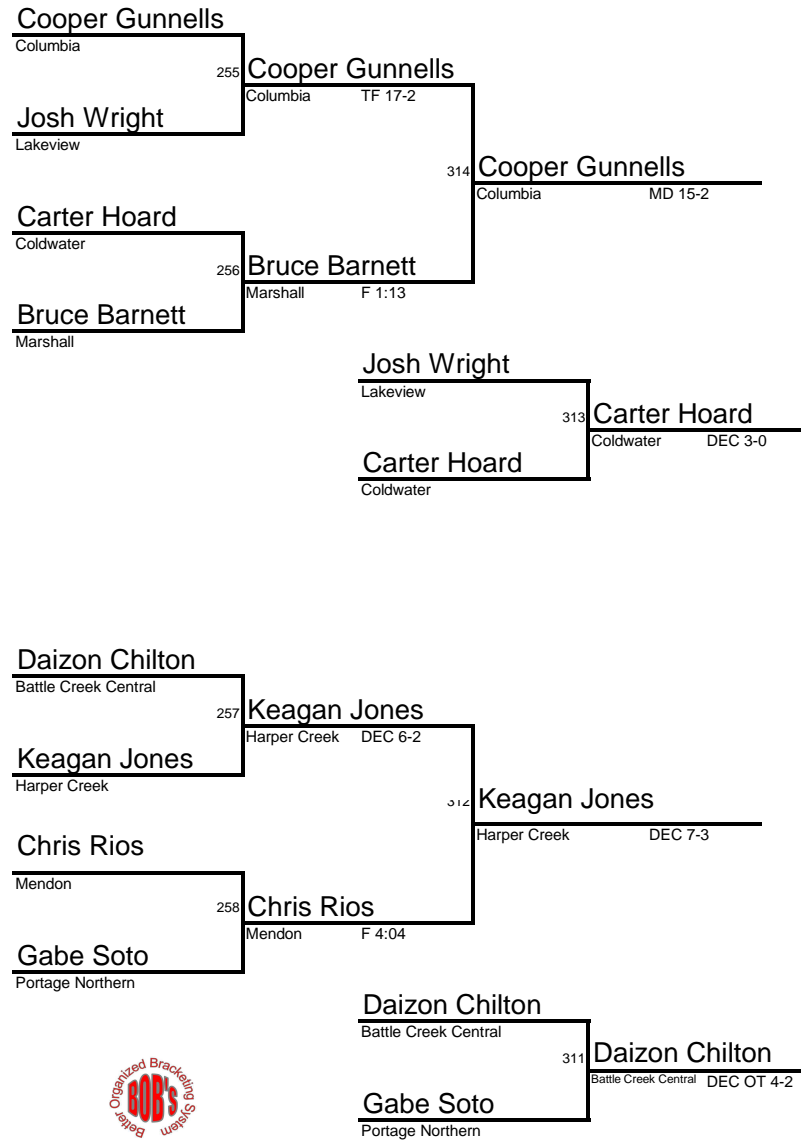 Cooper Gunnells
Columbia
255 Cooper Gunnells
Columbia TF 17-2
Josh Wright
Lakeview
314 Cooper Gunnells
Columbia MD 15-2
Carter Hoard
Coldwater
256 Bruce Barnett
Marshall F 1:13
Bruce Barnett
Marshall
Josh Wright
Lakeview
313 Carter Hoard
Coldwater DEC 3-0
Carter Hoard
Coldwater
Daizon Chilton
Battle Creek Central
257 Keagan Jones
Harper Creek DEC 6-2
Keagan Jones
Harper Creek
312 Keagan Jones
Harper Creek DEC 7-3
Chris Rios
Mendon
258 Chris Rios
Mendon F 4:04
Gabe Soto
Portage Northern
Daizon Chilton
Battle Creek Central
311 Daizon Chilton
Battle Creek Central DEC OT 4-2
Gabe Soto
Portage Northern
Better Organized Bracketing System
BOB'S